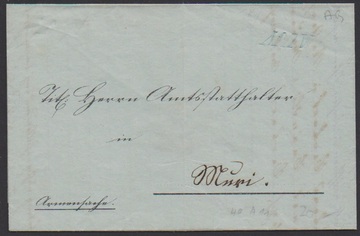 Tit. Herrn Amtsstatthalter
in
Muri.
Armensache.